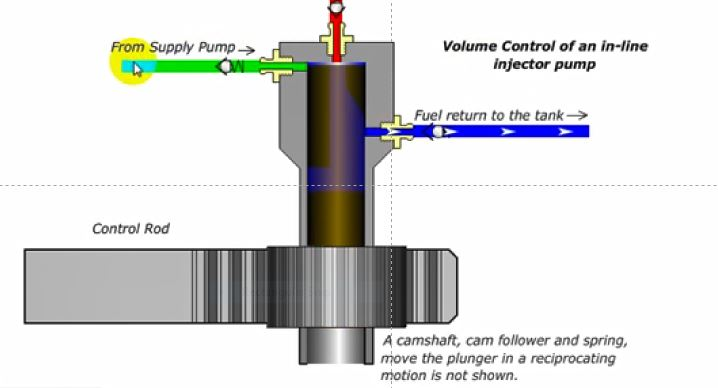 From Supply Pump
Volume Control of an in-line
injector pump
Fuel return to the tank
Control Rod
A camshaft, cam follower and spring,
move the plunger in a reciprocating
motion is not shown.